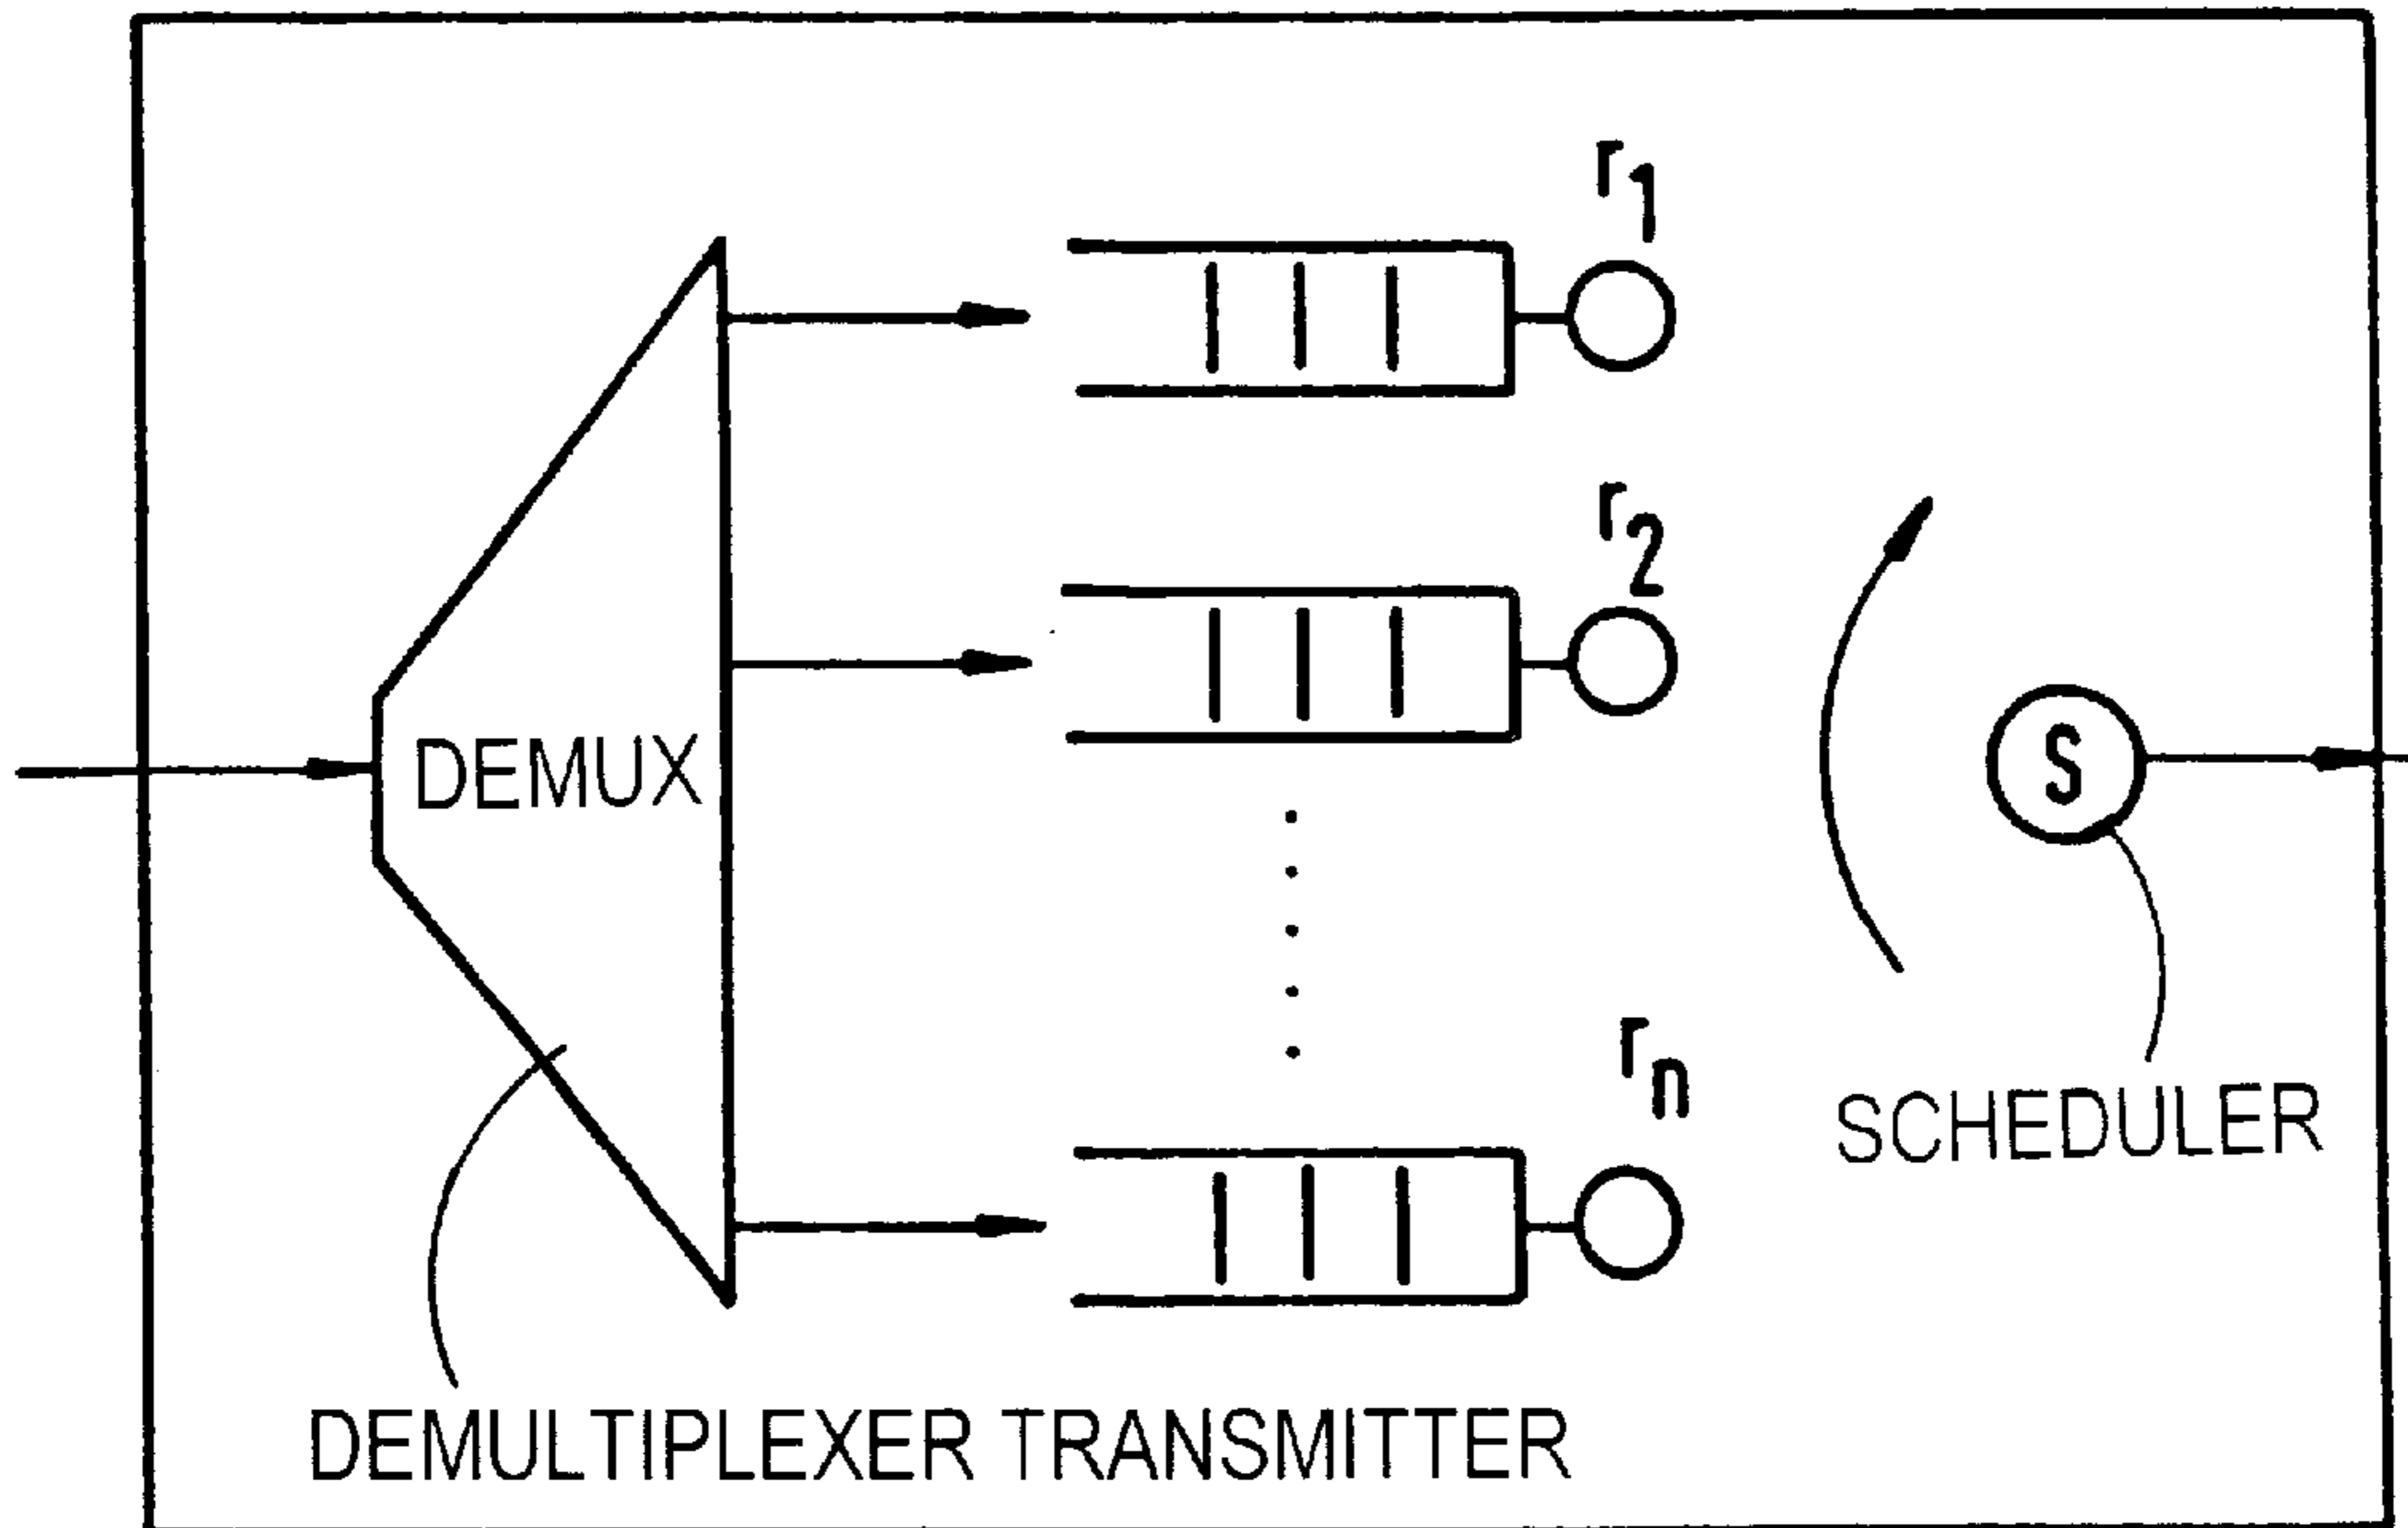 r1
r2
DEMUX
S
rn
SCHEDULER
DEMULTIPLEXER TRANSMITTER